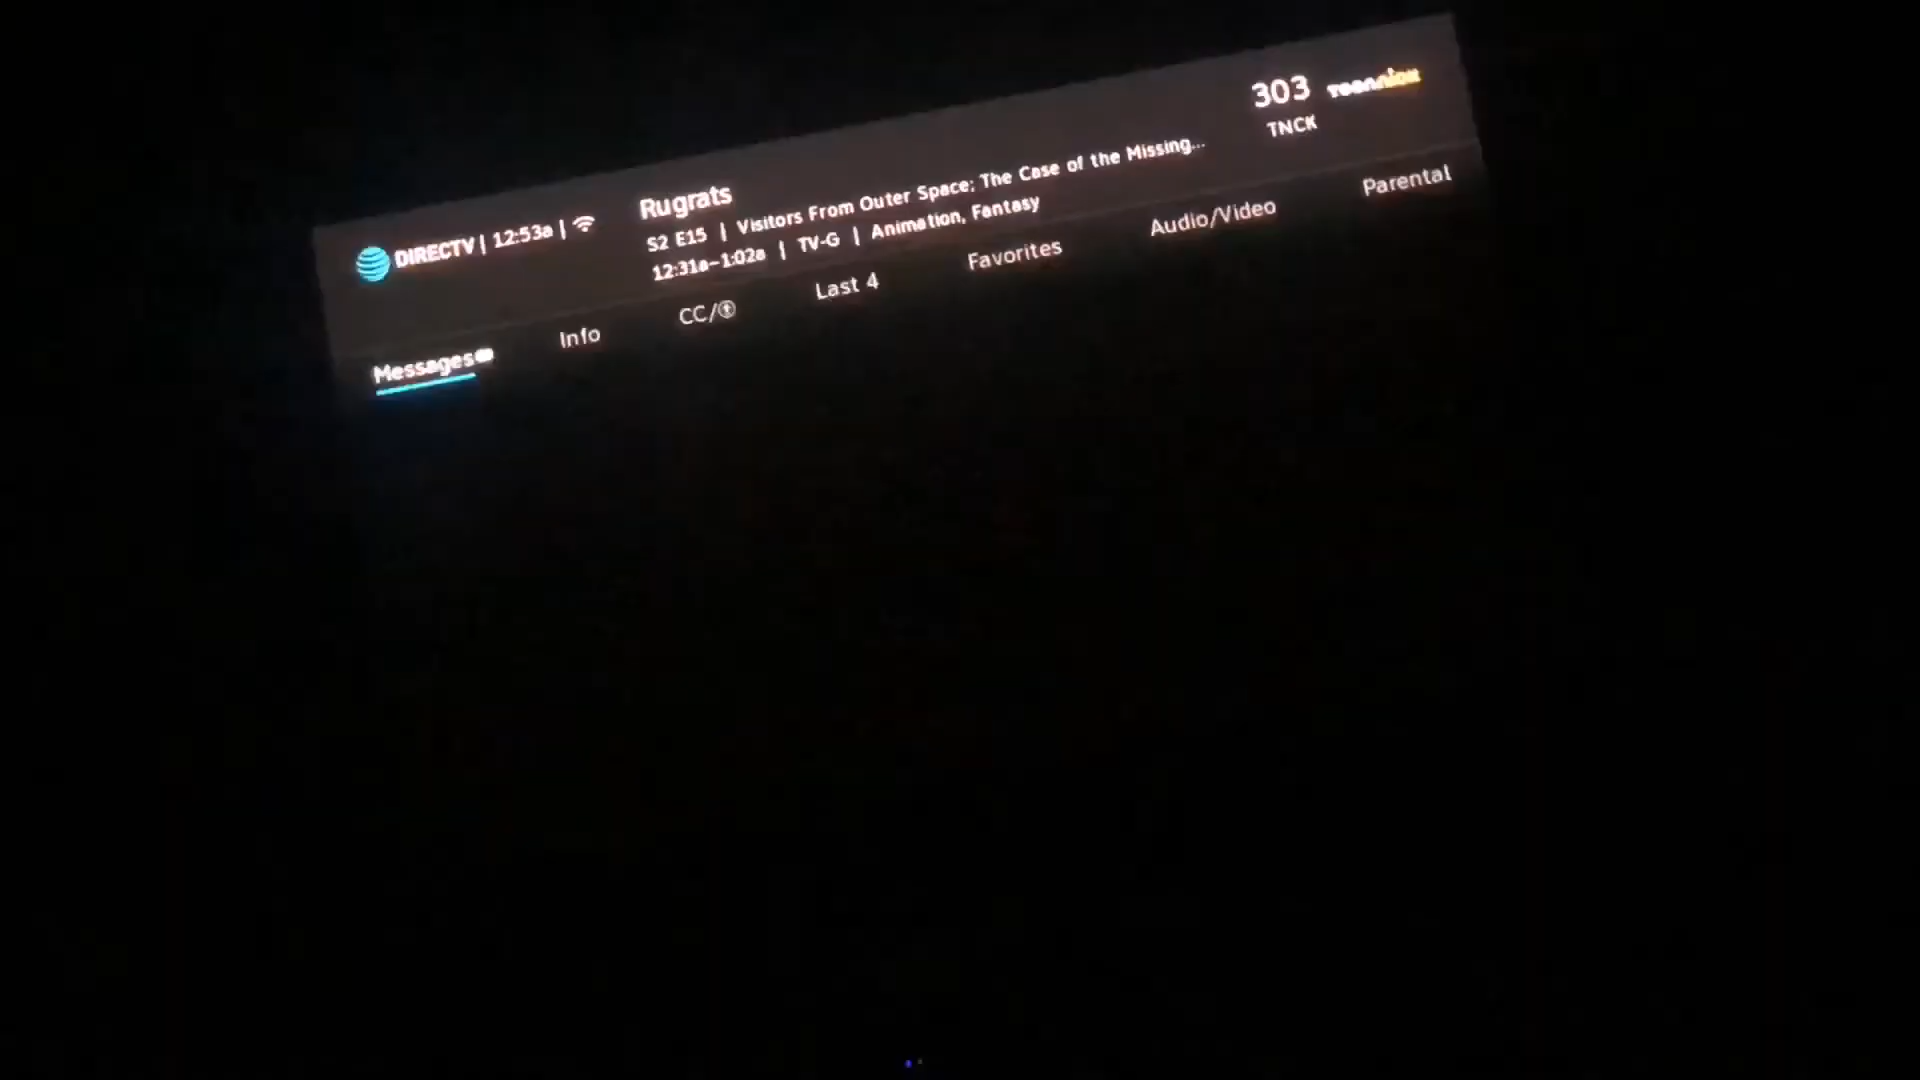 DIRECTV | 12:53a |
Rugrats
S2 E15 | Visitors From Outer Space; The Case of the Missing...
12:31a-1:02a | TV-G | Animation, Fantasy
303 TeenNick
TNCK
Messages
Info
CC/
Last 4
Favorites
Audio/Video
Parental